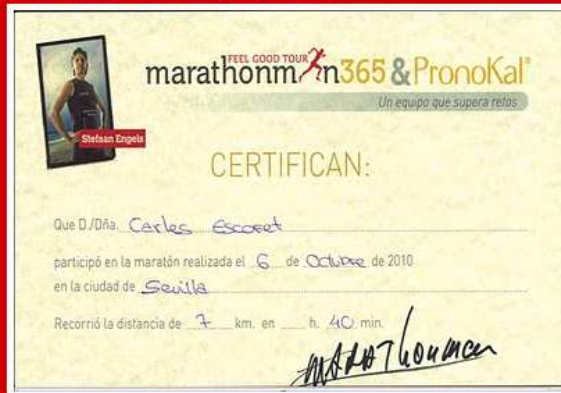 FEEL GOOD TOUR
marathonman365 & PronoKal®
Un equipo que supera retos
Stefaan Engels
CERTIFICAN:
Que D./Dña. Carles Escoret
participó en la maratón realizada el 6 de Octubre de 2010
en la ciudad de Sevilla
Recorrió la distancia de 7 km. en h. 40 min.
MARAThonman